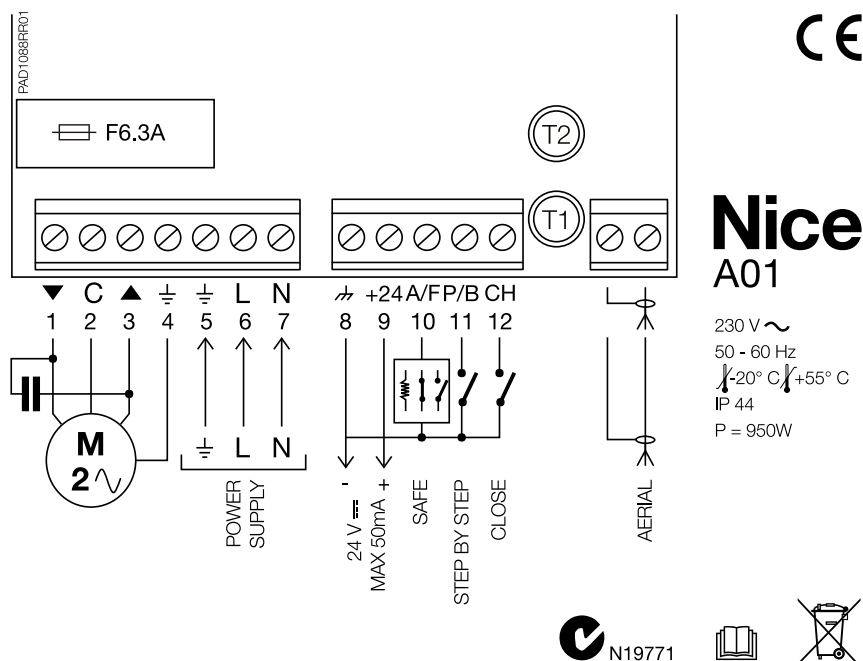 PAD1088RR01
CE
F6.3A
T2
T1
Nice
A01
▼ C ▲ ⏚ ⏚ L N
1 2 3 4 5 6 7
+24 A/F P/B CH
8 9 10 11 12
230 V ~
50 - 60 Hz
-20° C +55° C
IP 44
P = 950W
M
2~
⏚ L N
POWER
SUPPLY
24 V ⎓ -
MAX 50mA +
SAFE
STEP BY STEP
CLOSE
AERIAL
N19771